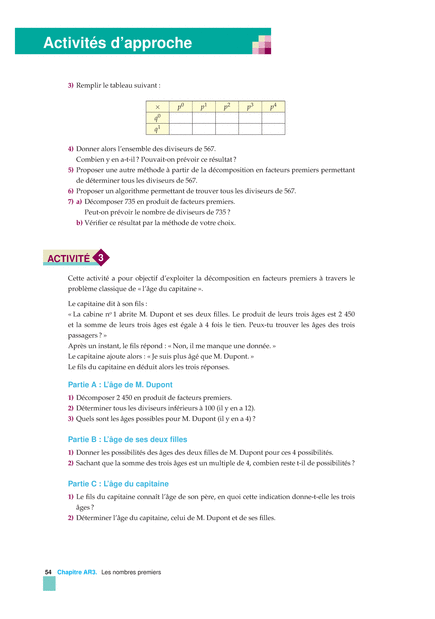 Activités d'approche
3) Remplir le tableau suivant :
× p⁰ p¹ p² p³ p⁴
q⁰
q¹
4) Donner alors l'ensemble des diviseurs de 567.
Combien y en a-t-il ? Pouvait-on prévoir ce résultat ?
5) Proposer une autre méthode à partir de la décomposition en facteurs premiers permettant
de déterminer tous les diviseurs de 567.
6) Proposer un algorithme permettant de trouver tous les diviseurs de 567.
7) a) Décomposer 735 en produit de facteurs premiers.
Peut-on prévoir le nombre de diviseurs de 735 ?
b) Vérifier ce résultat par la méthode de votre choix.
ACTIVITÉ 3
Cette activité a pour objectif d'exploiter la décomposition en facteurs premiers à travers le
problème classique de « l'âge du capitaine ».
Le capitaine dit à son fils :
« La cabine nº 1 abrite M. Dupont et ses deux filles. Le produit de leurs trois âges est 2 450
et la somme de leurs trois âges est égale à 4 fois le tien. Peux-tu trouver les âges des trois
passagers ? »
Après un instant, le fils répond : « Non, il me manque une donnée. »
Le capitaine ajoute alors : « Je suis plus âgé que M. Dupont. »
Le fils du capitaine en déduit alors les trois réponses.
Partie A : L'âge de M. Dupont
1) Décomposer 2 450 en produit de facteurs premiers.
2) Déterminer tous les diviseurs inférieurs à 100 (il y en a 12).
3) Quels sont les âges possibles pour M. Dupont (il y en a 4) ?
Partie B : L'âge de ses deux filles
1) Donner les possibilités des âges des deux filles de M. Dupont pour ces 4 possibilités.
2) Sachant que la somme des trois âges est un multiple de 4, combien reste t-il de possibilités ?
Partie C : L'âge du capitaine
1) Le fils du capitaine connaît l'âge de son père, en quoi cette indication donne-t-elle les trois
âges ?
2) Déterminer l'âge du capitaine, celui de M. Dupont et de ses filles.
54 Chapitre AR3. Les nombres premiers